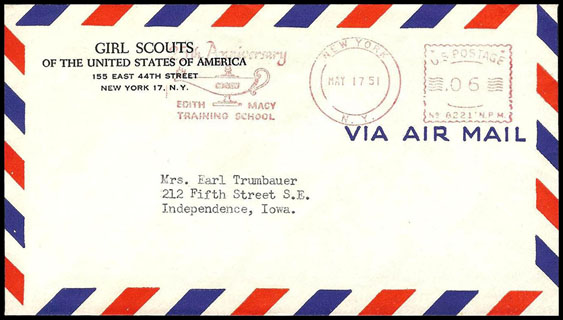 GIRL SCOUTS
OF THE UNITED STATES OF AMERICA
155 EAST 44TH STREET
NEW YORK 17, N.Y.
Anniversary
EDITH MACY
TRAINING SCHOOL
NEW YORK
MAY 17 51
N. Y.
U S POSTAGE
.06
Nº 8221 N.P.M.
VIA AIR MAIL
Mrs. Earl Trumbauer
212 Fifth Street S.E.
Independence, Iowa.